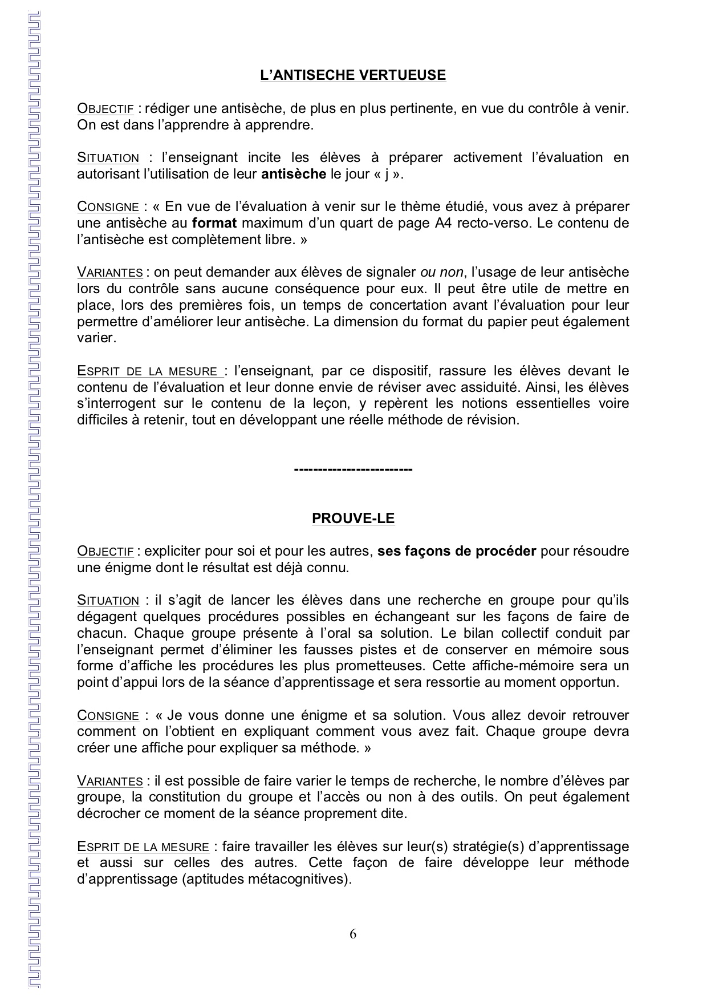 L’ANTISECHE VERTUEUSE
OBJECTIF : rédiger une antisèche, de plus en plus pertinente, en vue du contrôle à venir.
On est dans l’apprendre à apprendre.
SITUATION : l’enseignant incite les élèves à préparer activement l’évaluation en
autorisant l’utilisation de leur antisèche le jour « j ».
CONSIGNE : « En vue de l’évaluation à venir sur le thème étudié, vous avez à préparer
une antisèche au format maximum d’un quart de page A4 recto-verso. Le contenu de
l’antisèche est complètement libre. »
VARIANTES : on peut demander aux élèves de signaler ou non, l’usage de leur antisèche
lors du contrôle sans aucune conséquence pour eux. Il peut être utile de mettre en
place, lors des premières fois, un temps de concertation avant l’évaluation pour leur
permettre d’améliorer leur antisèche. La dimension du format du papier peut également
varier.
ESPRIT DE LA MESURE : l’enseignant, par ce dispositif, rassure les élèves devant le
contenu de l’évaluation et leur donne envie de réviser avec assiduité. Ainsi, les élèves
s’interrogent sur le contenu de la leçon, y repèrent les notions essentielles voire
difficiles à retenir, tout en développant une réelle méthode de révision.
-------------------------
PROUVE-LE
OBJECTIF : expliciter pour soi et pour les autres, ses façons de procéder pour résoudre
une énigme dont le résultat est déjà connu.
SITUATION : il s’agit de lancer les élèves dans une recherche en groupe pour qu’ils
dégagent quelques procédures possibles en échangeant sur les façons de faire de
chacun. Chaque groupe présente à l’oral sa solution. Le bilan collectif conduit par
l’enseignant permet d’éliminer les fausses pistes et de conserver en mémoire sous
forme d’affiche les procédures les plus prometteuses. Cette affiche-mémoire sera un
point d’appui lors de la séance d’apprentissage et sera ressortie au moment opportun.
CONSIGNE : « Je vous donne une énigme et sa solution. Vous allez devoir retrouver
comment on l’obtient en expliquant comment vous avez fait. Chaque groupe devra
créer une affiche pour expliquer sa méthode. »
VARIANTES : il est possible de faire varier le temps de recherche, le nombre d’élèves par
groupe, la constitution du groupe et l’accès ou non à des outils. On peut également
décrocher ce moment de la séance proprement dite.
ESPRIT DE LA MESURE : faire travailler les élèves sur leur(s) stratégie(s) d’apprentissage
et aussi sur celles des autres. Cette façon de faire développe leur méthode
d’apprentissage (aptitudes métacognitives).
6